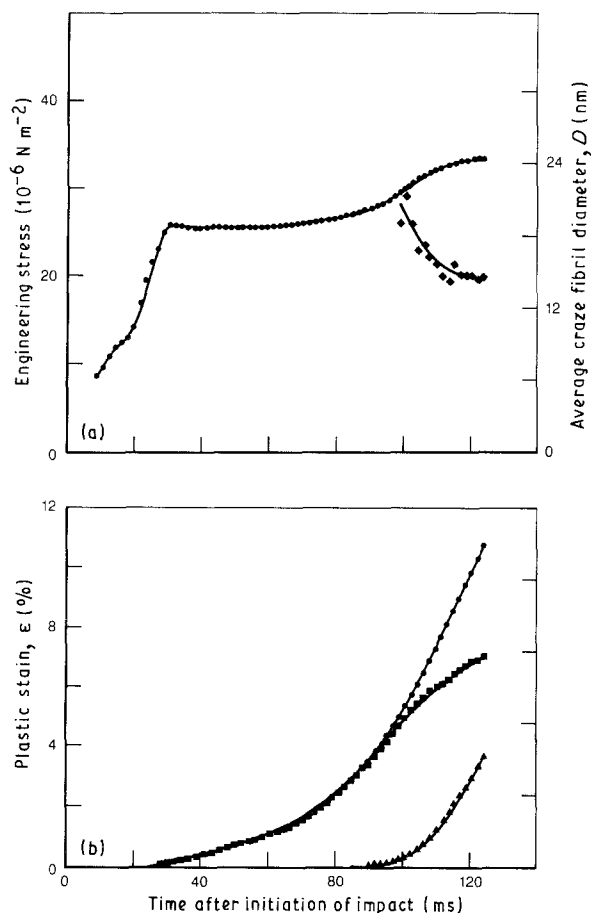 40
20
0
Engineering stress (10⁻⁶ N m⁻²)
24
12
0
Average craze fibril diameter, D (nm)
(a)
12
8
4
0
Plastic stain, ε (%)
(b)
0
40
80
120
Time after initiation of impact (ms)